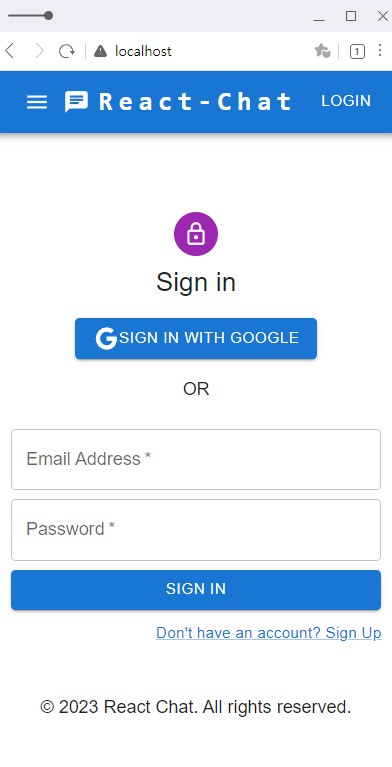 localhost
1
React-Chat
LOGIN
Sign in
SIGN IN WITH GOOGLE
OR
Email Address *
Password *
SIGN IN
Don't have an account? Sign Up
© 2023 React Chat. All rights reserved.